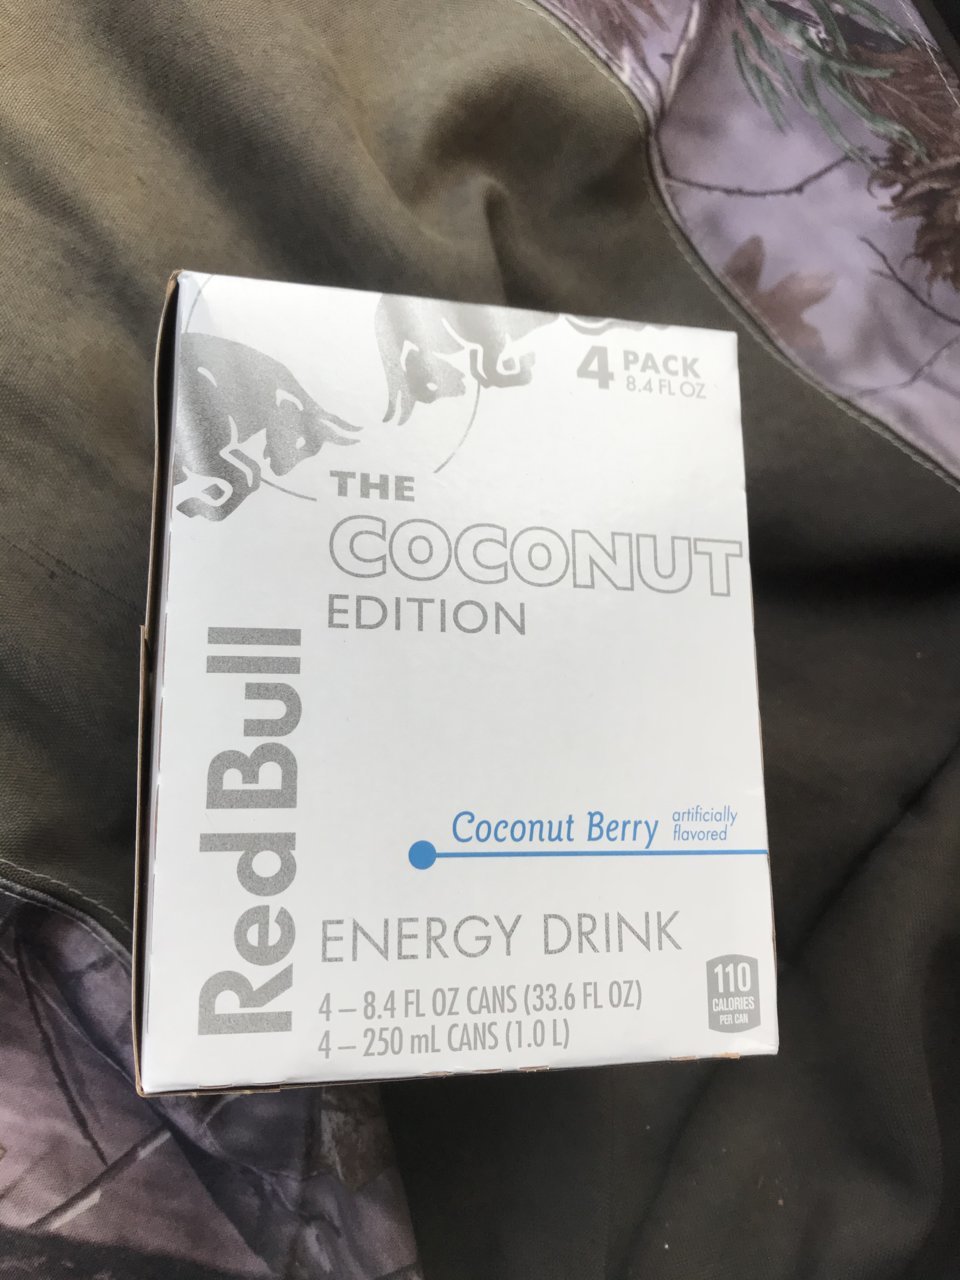 4 PACK
8.4 FL OZ
THE
COCONUT
EDITION
Red Bull
Coconut Berry artificially
flavored
ENERGY DRINK
4 – 8.4 FL OZ CANS (33.6 FL OZ)
4 – 250 mL CANS (1.0 L)
110
CALORIES
PER CAN